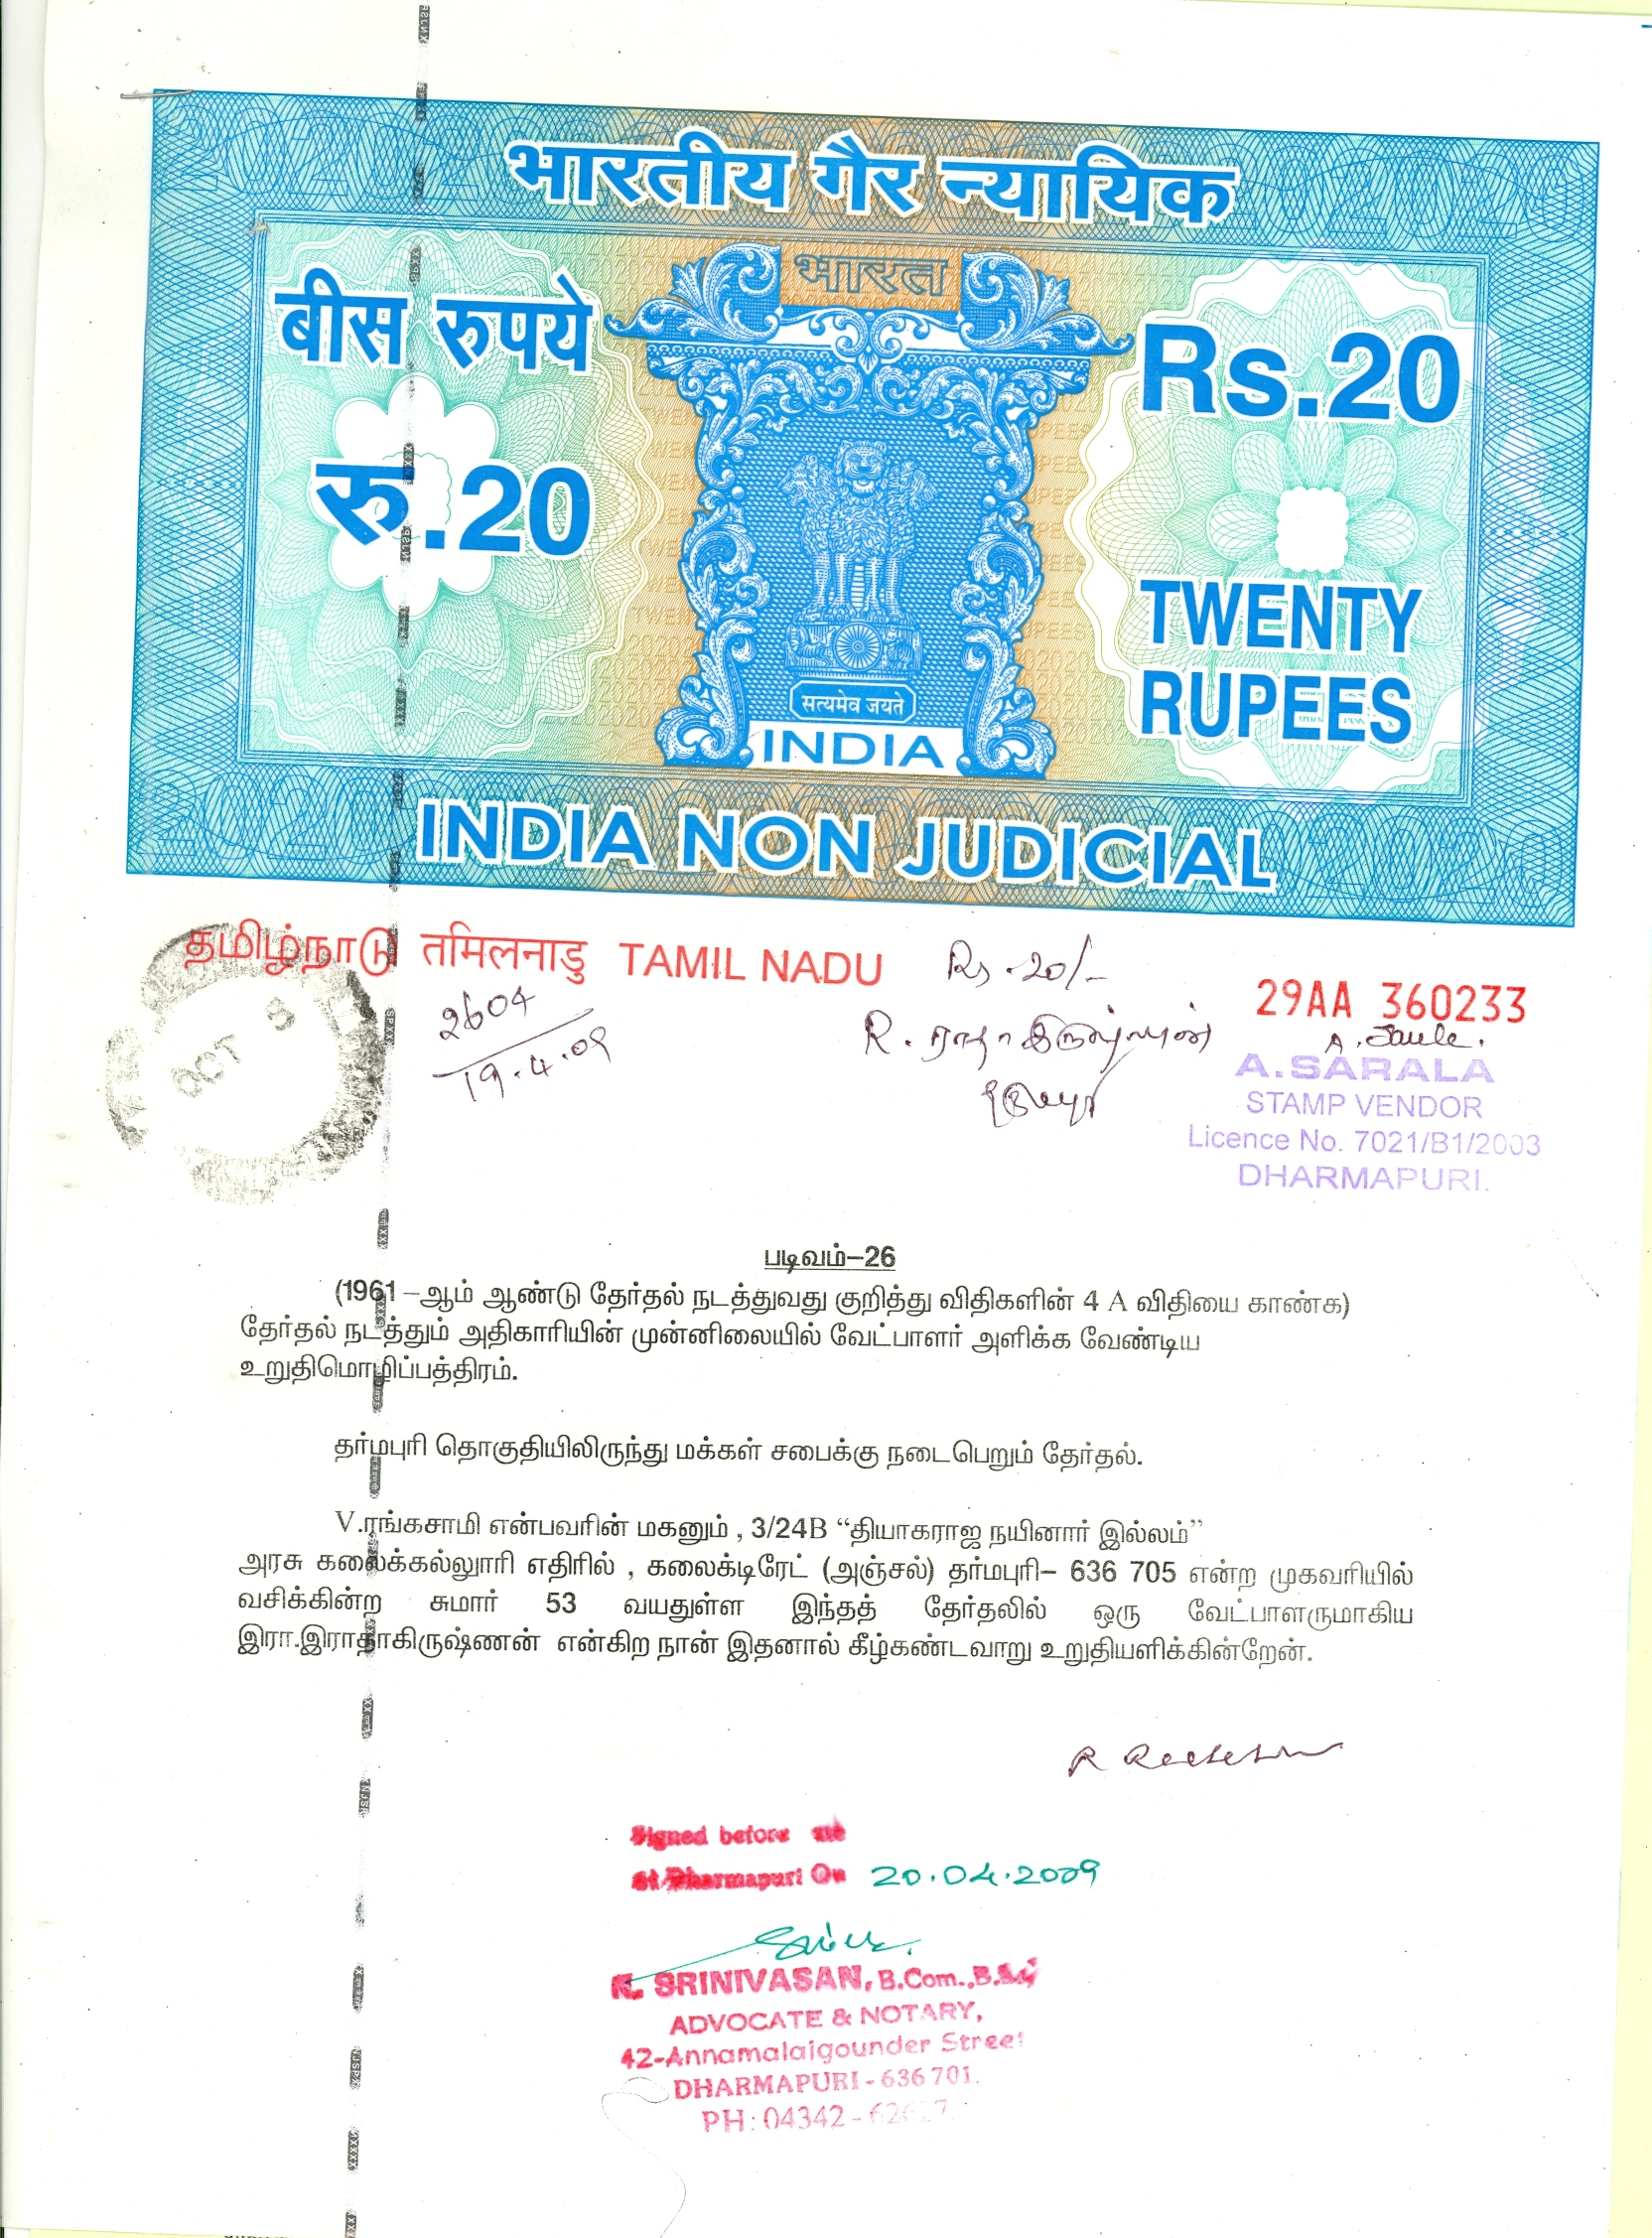 भारतीय गैर न्यायिक
भारत
बीस रुपये
रु.20
Rs.20
TWENTY
RUPEES
सत्यमेव जयते
INDIA
INDIA NON JUDICIAL
தமிழ்நாடு तमिलनाडु TAMIL NADU
Rs.20/-
29AA 360233
OCT
2604
19.4.09
R. ராதாகிருஷ்ணன்
A.SARALA
STAMP VENDOR
Licence No. 7021/B1/2003
DHARMAPURI.
படிவம்–26
(1961 –ஆம் ஆண்டு தேர்தல் நடத்துவது குறித்து விதிகளின் 4 A விதியை காண்க)
தேர்தல் நடத்தும் அதிகாரியின் முன்னிலையில் வேட்பாளர் அளிக்க வேண்டிய
உறுதிமொழிப்பத்திரம்.
தர்மபுரி தொகுதியிலிருந்து மக்கள் சபைக்கு நடைபெறும் தேர்தல்.
V.ரங்கசாமி என்பவரின் மகனும் , 3/24B “தியாகராஜ நயினார் இல்லம்”
அரசு கலைக்கல்லூரி எதிரில் , கலைக்டிரேட் (அஞ்சல்) தர்மபுரி– 636 705 என்ற முகவரியில்
வசிக்கின்ற சுமார் 53 வயதுள்ள இந்தத் தேர்தலில் ஒரு வேட்பாளருமாகிய
இரா.இராதாகிருஷ்ணன் என்கிற நான் இதனால் கீழ்கண்டவாறு உறுதியளிக்கின்றேன்.
Signed before me
At Dharmapuri On 20.04.2009
SRINIVASAN, B.Com.,
ADVOCATE & NOTARY,
42-Annamalaigounder Street
DHARMAPURI - 636 701.
PH : 04342 -